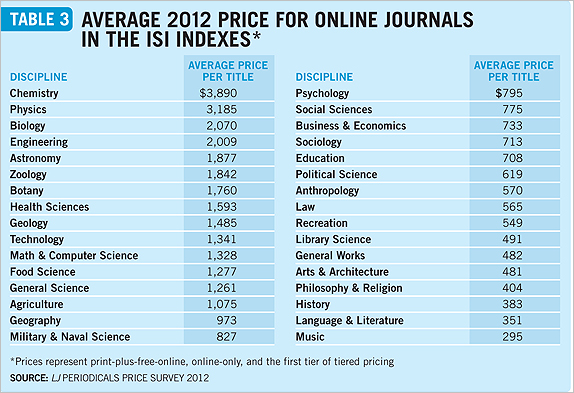 TABLE 3 AVERAGE 2012 PRICE FOR ONLINE JOURNALS
IN THE ISI INDEXES*
DISCIPLINE AVERAGE PRICE PER TITLE
Chemistry $3,890
Physics 3,185
Biology 2,070
Engineering 2,009
Astronomy 1,877
Zoology 1,842
Botany 1,760
Health Sciences 1,593
Geology 1,485
Technology 1,341
Math & Computer Science 1,328
Food Science 1,277
General Science 1,261
Agriculture 1,075
Geography 973
Military & Naval Science 827
DISCIPLINE AVERAGE PRICE PER TITLE
Psychology $795
Social Sciences 775
Business & Economics 733
Sociology 713
Education 708
Political Science 619
Anthropology 570
Law 565
Recreation 549
Library Science 491
General Works 482
Arts & Architecture 481
Philosophy & Religion 404
History 383
Language & Literature 351
Music 295
*Prices represent print-plus-free-online, online-only, and the first tier of tiered pricing
SOURCE: LJ PERIODICALS PRICE SURVEY 2012